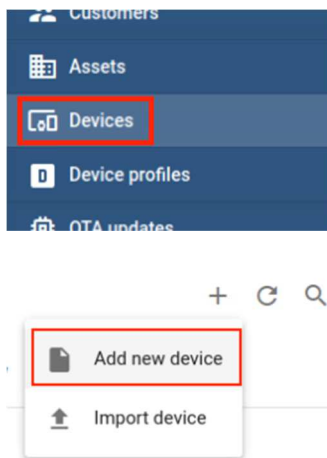 Customers
Assets
Devices
Device profiles
OTA updates
Add new device
Import device